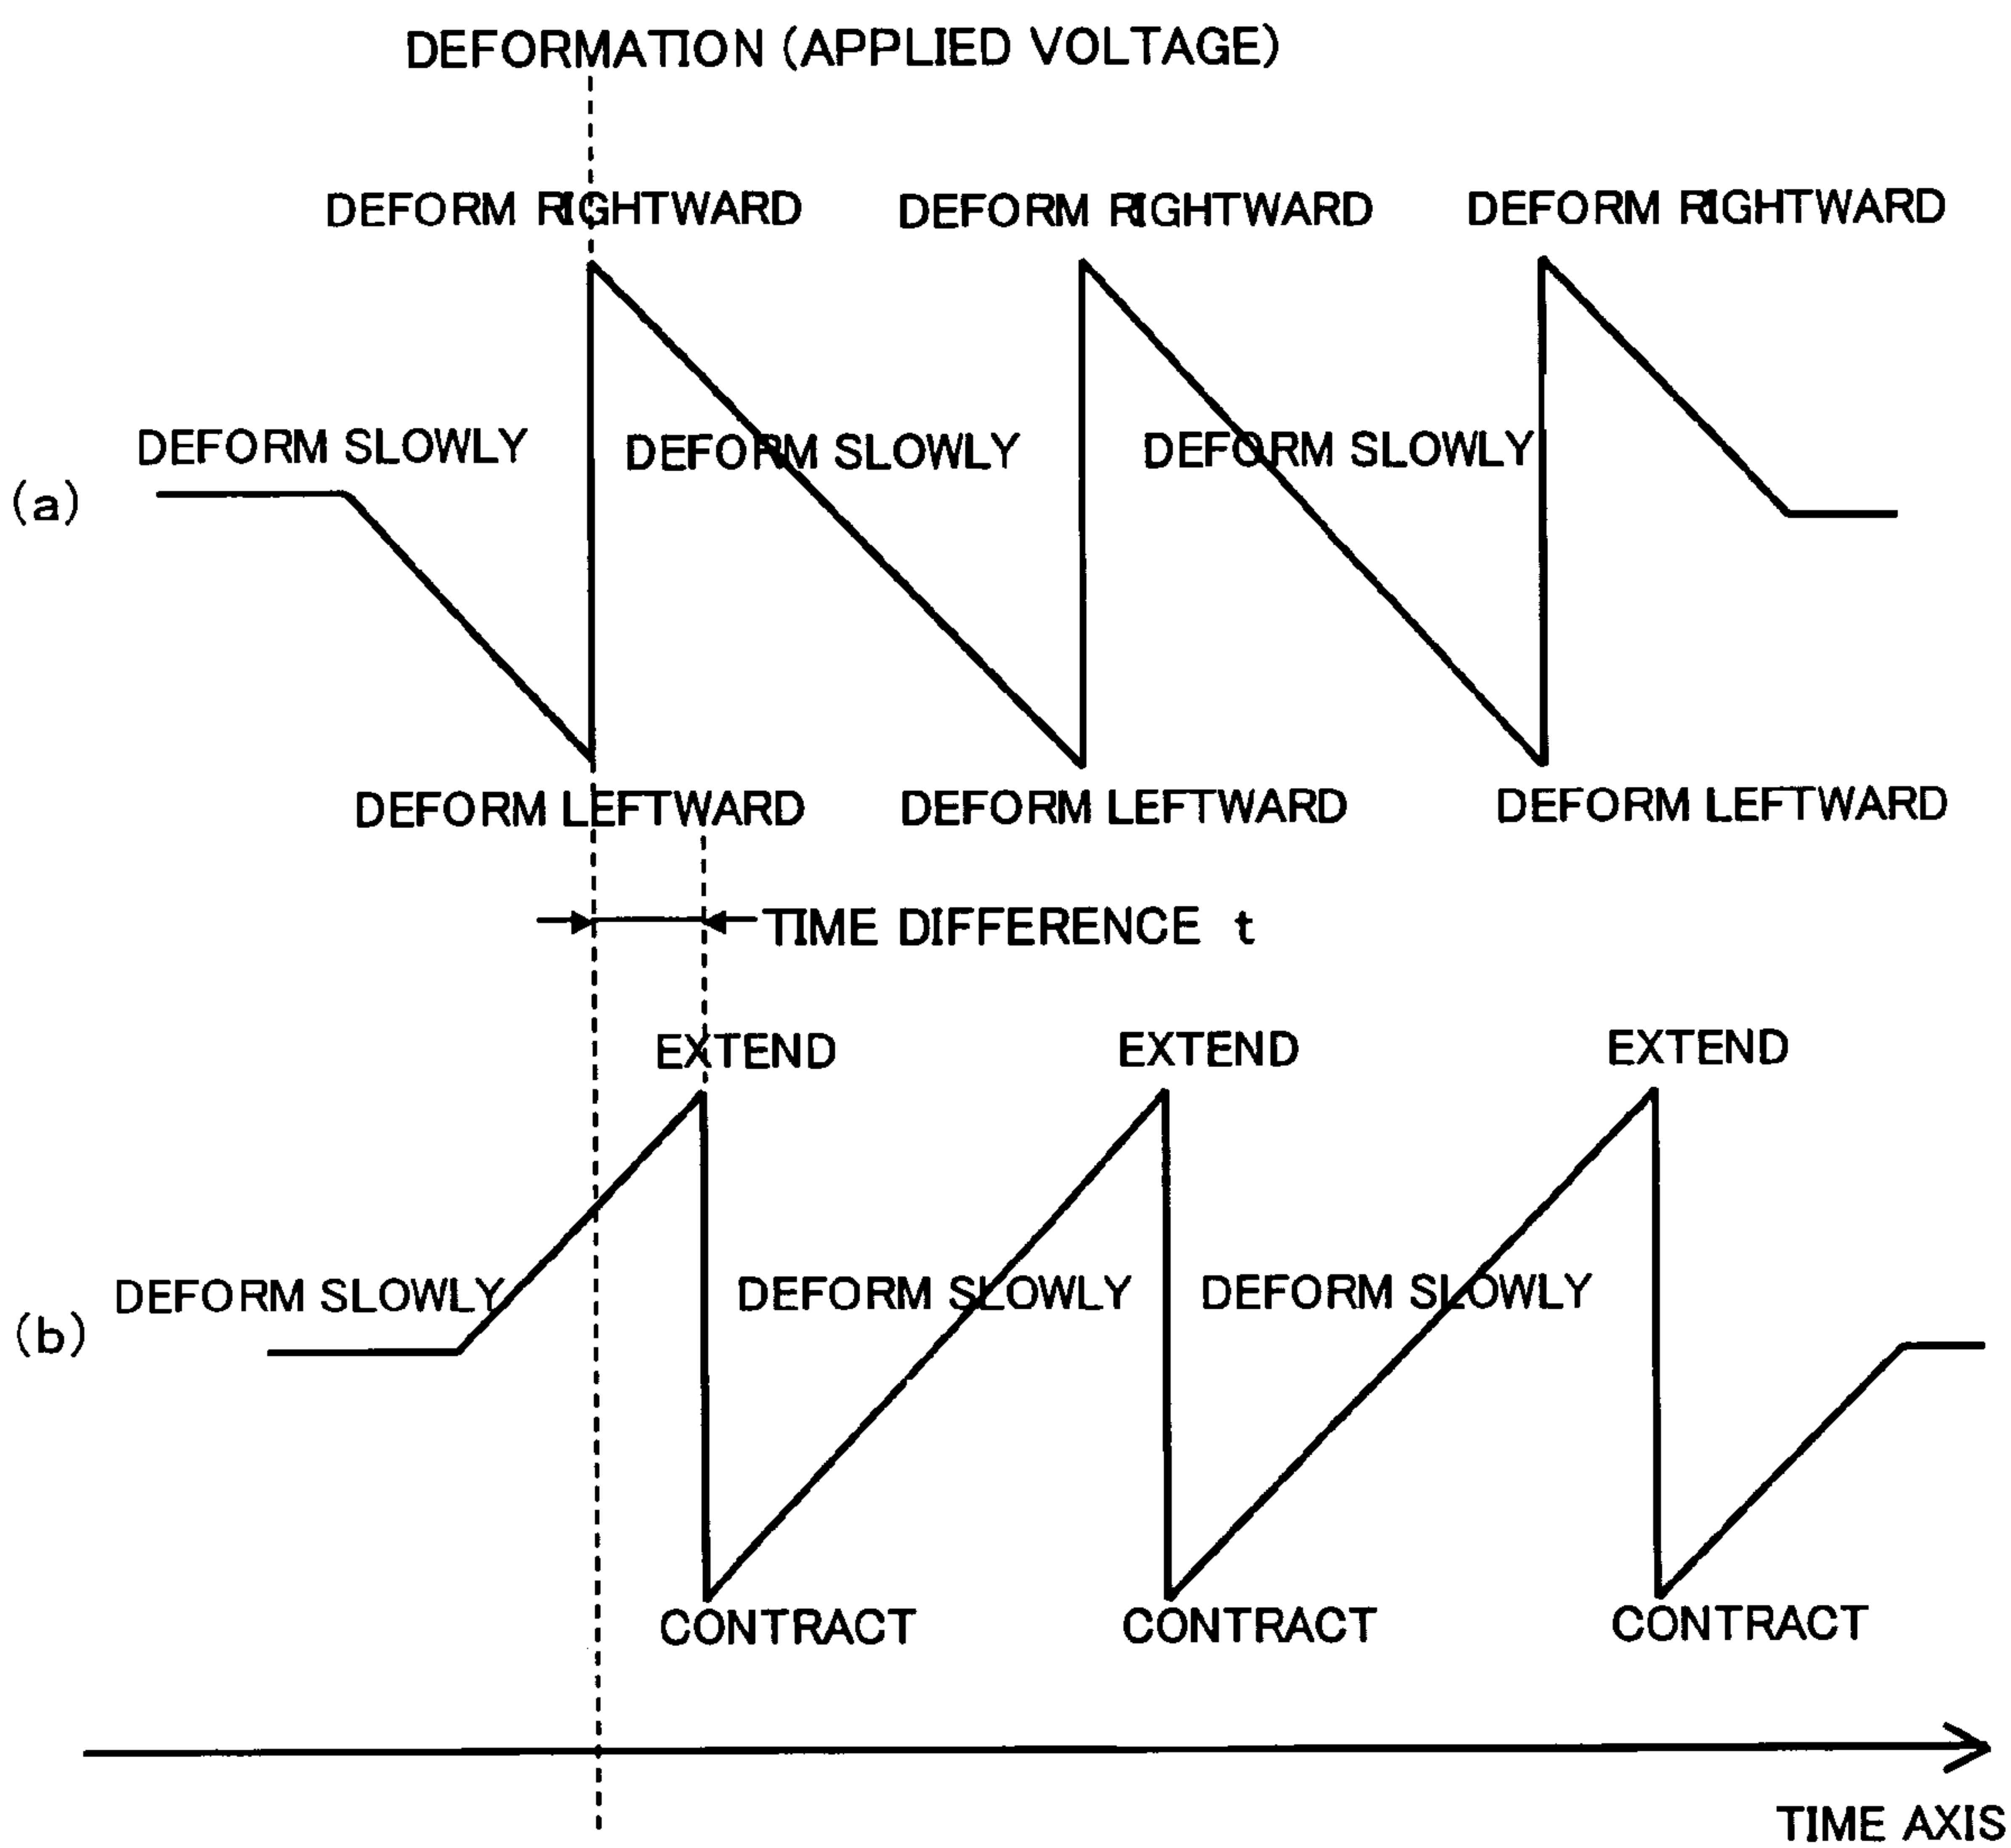 DEFORMATION (APPLIED VOLTAGE)
DEFORM RIGHTWARD DEFORM RIGHTWARD DEFORM RIGHTWARD
DEFORM SLOWLY DEFORM SLOWLY DEFORM SLOWLY
(a)
DEFORM LEFTWARD DEFORM LEFTWARD DEFORM LEFTWARD
TIME DIFFERENCE t
EXTEND EXTEND EXTEND
DEFORM SLOWLY DEFORM SLOWLY DEFORM SLOWLY
(b)
CONTRACT CONTRACT CONTRACT
TIME AXIS